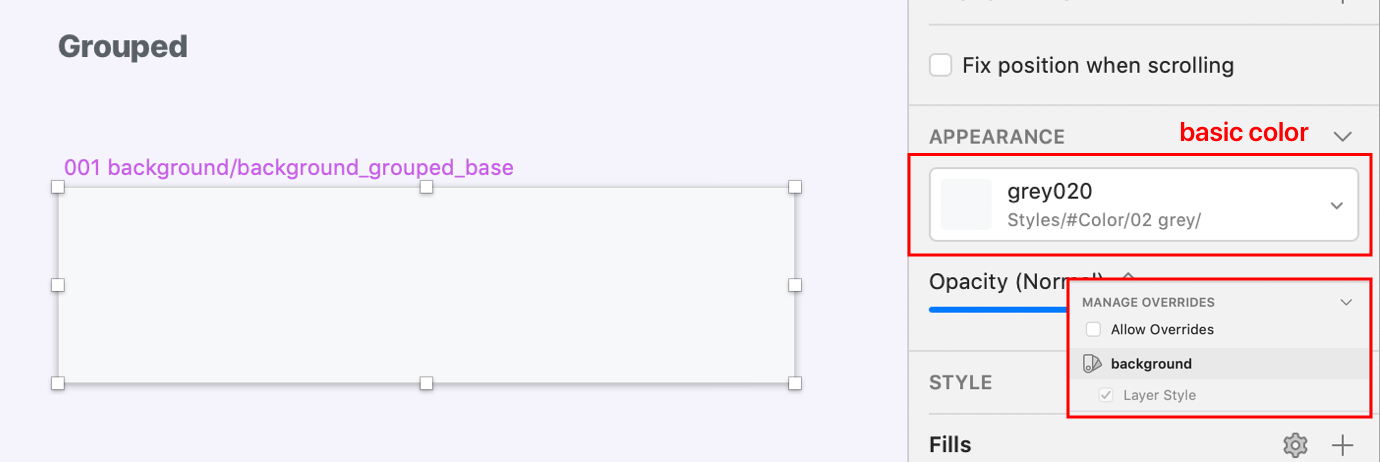 Grouped
001 background/background_grouped_base
Fix position when scrolling
APPEARANCE
basic color
grey020
Styles/#Color/02 grey/
Opacity (Normal)
MANAGE OVERRIDES
Allow Overrides
background
Layer Style
STYLE
Fills